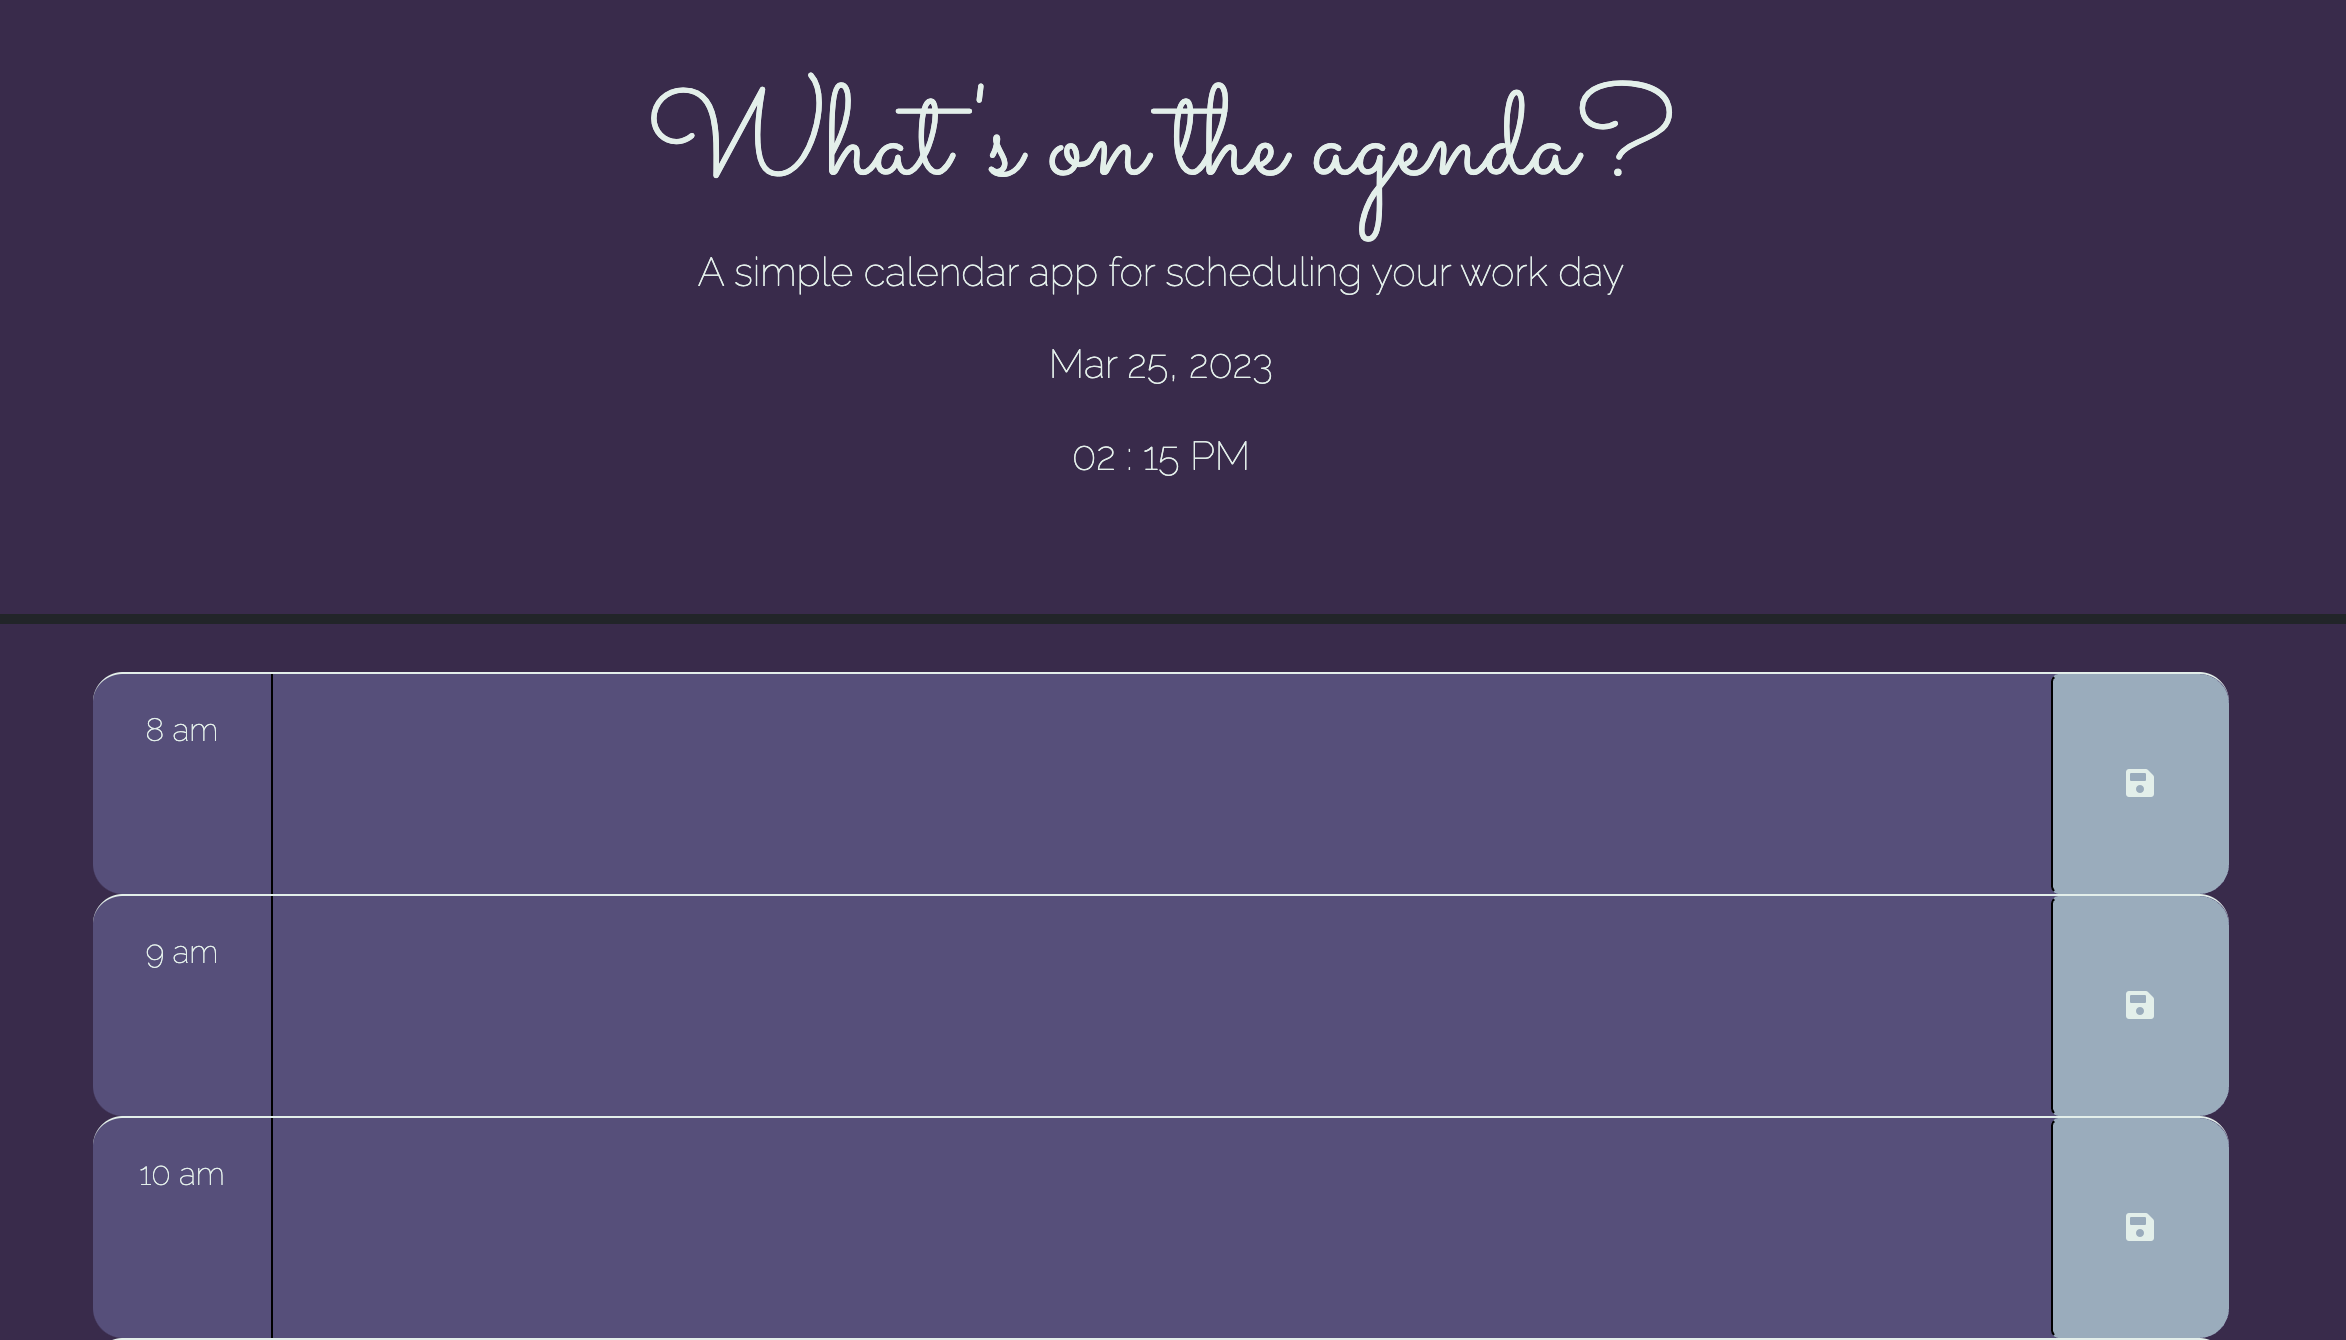 What's on the agenda?
A simple calendar app for scheduling your work day
Mar 25, 2023
02 : 15 PM
8 am
9 am
10 am